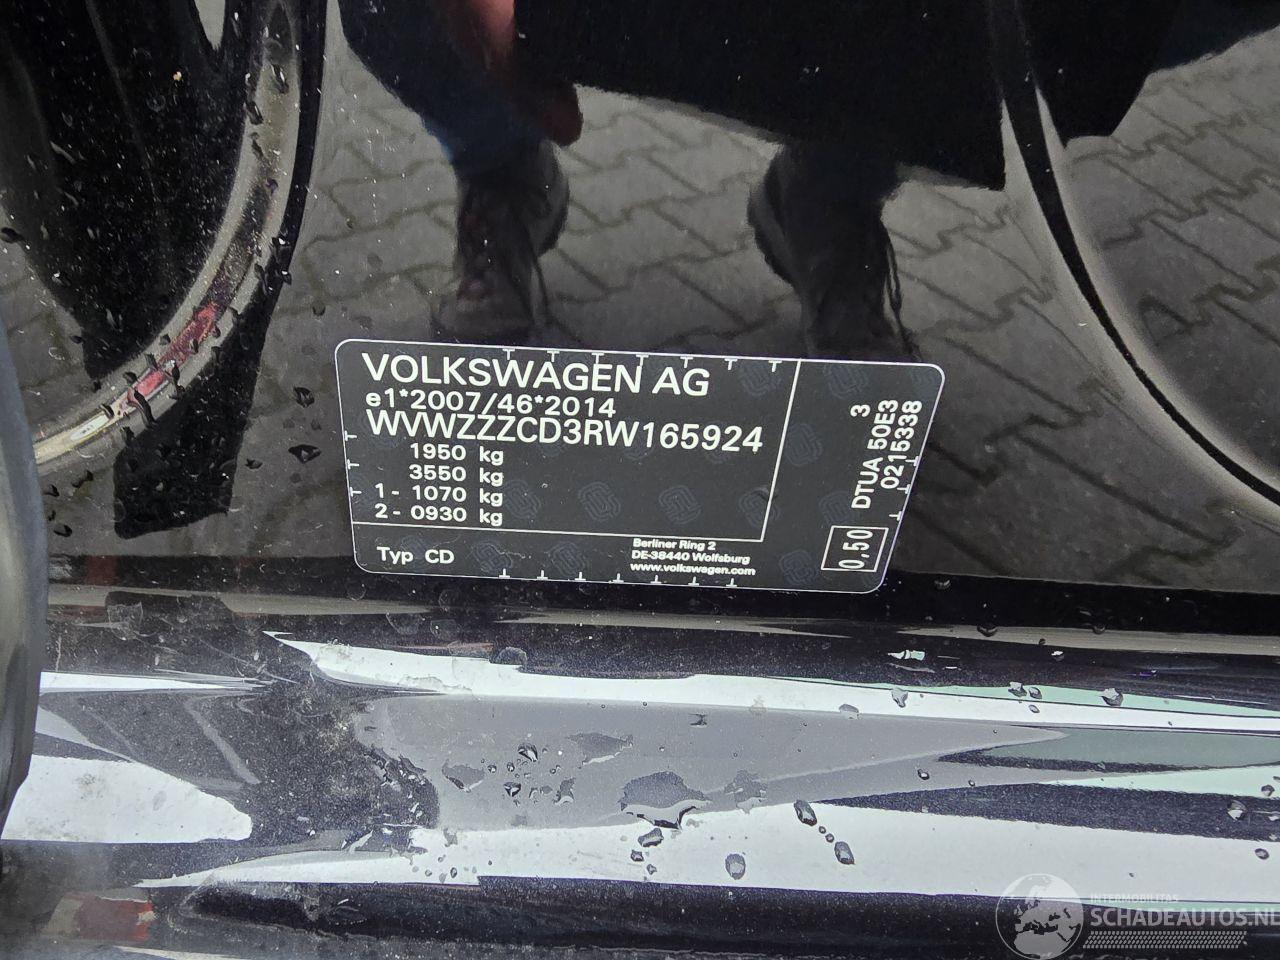 VOLKSWAGEN AG
e1*2007/46*2014
WVWZZZCD3RW165924
1950 kg
3550 kg
1- 1070 kg
2- 0930 kg
Typ CD
Berliner Ring 2
DE-38440 Wolfsburg
www.volkswagen.com
3
DTUA 50E3
0215338
0,50
INTERMOBILITAS
SCHADEAUTOS.NL